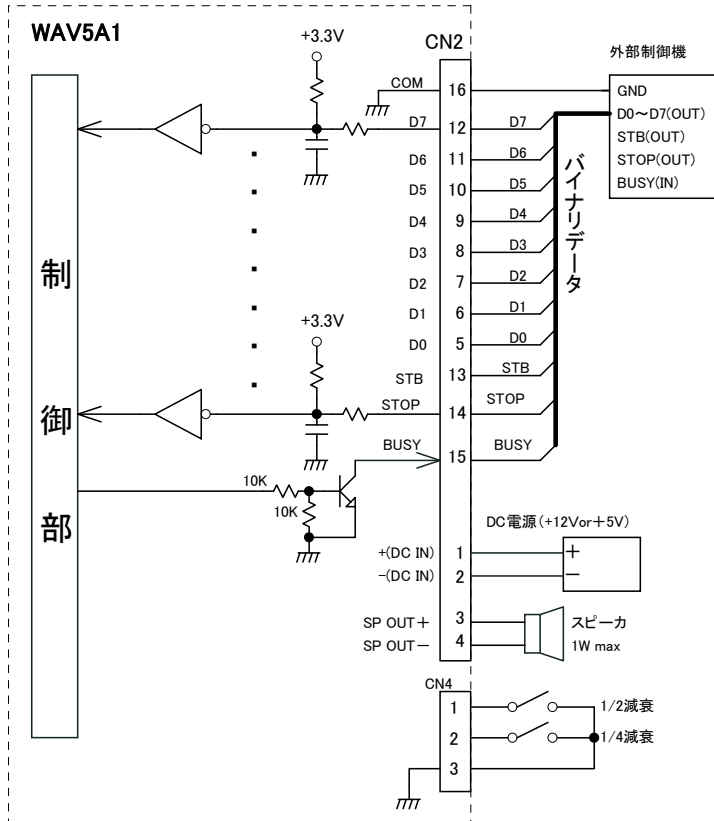 WAV5A1
+3.3V
CN2
外部制御機
COM
16
GND
D7
12
D7
D0～D7(OUT)
STB(OUT)
STOP(OUT)
BUSY(IN)
D6
11
D6
D5
10
D5
D4
9
D4
D3
8
D3
D2
7
D2
D1
6
D1
D0
5
D0
バイナリデータ
+3.3V
STB
13
STB
STOP
14
STOP
BUSY
15
BUSY
制御部
10K
10K
DC電源(+12Vor+5V)
+(DC IN)
1
+
-(DC IN)
2
-
SP OUT+
3
スピーカ
SP OUT-
4
1W max
CN4
1
1/2減衰
2
1/4減衰
3